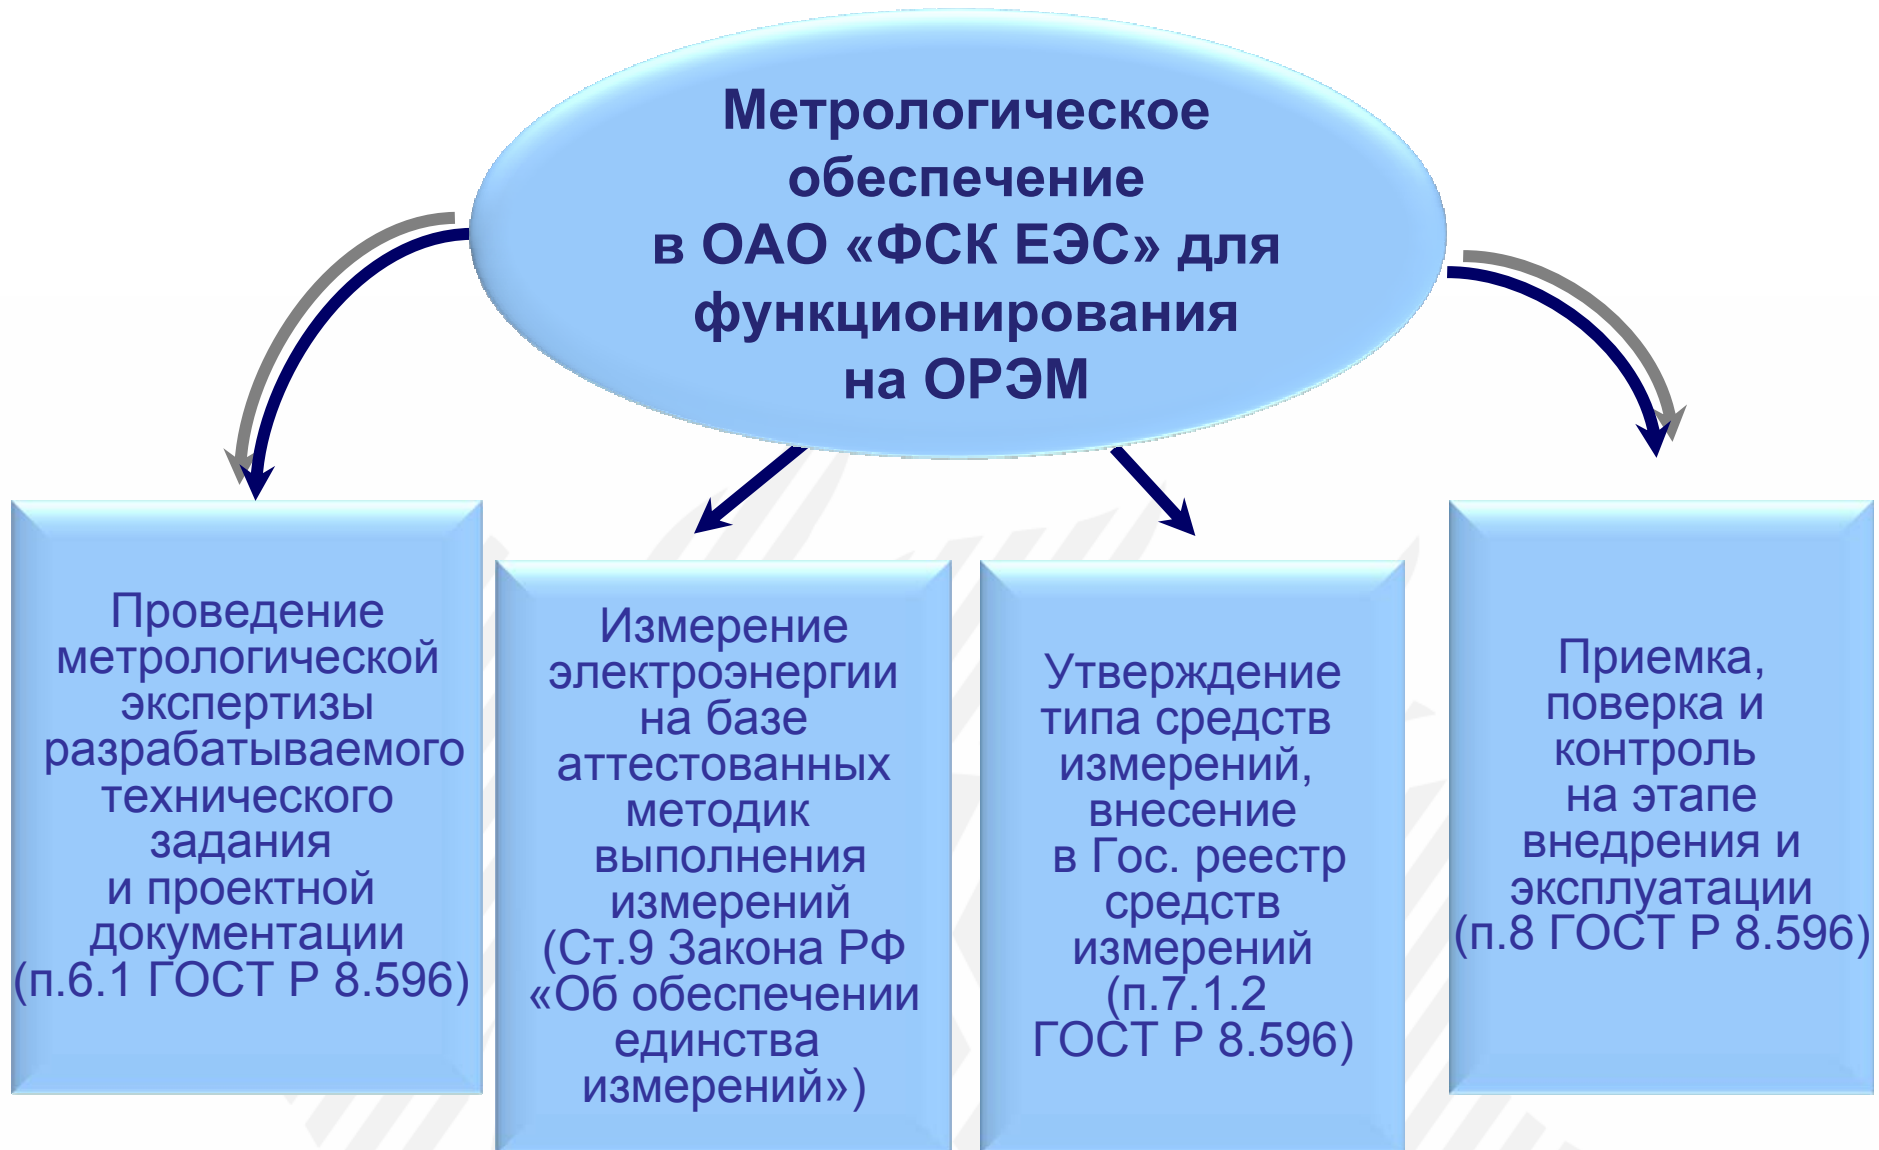 Метрологическое
обеспечение
в ОАО «ФСК ЕЭС» для
функционирования
на ОРЭМ
Проведение
метрологической
экспертизы
разрабатываемого
технического
задания
и проектной
документации
(п.6.1 ГОСТ Р 8.596)
Измерение
электроэнергии
на базе
аттестованных
методик
выполнения
измерений
(Ст.9 Закона РФ
«Об обеспечении
единства
измерений»)
Утверждение
типа средств
измерений,
внесение
в Гос. реестр
средств
измерений
(п.7.1.2
ГОСТ Р 8.596)
Приемка,
поверка и
контроль
на этапе
внедрения и
эксплуатации
(п.8 ГОСТ Р 8.596)